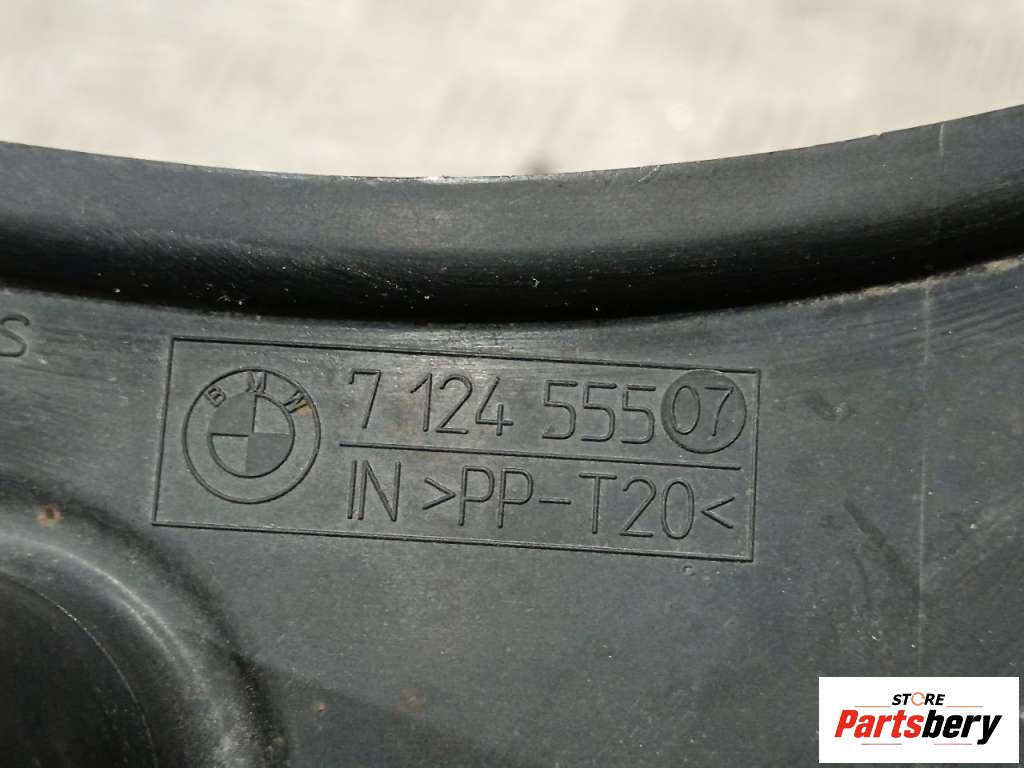 S
BMW
7 124 555 07
IN >PP-T20<
STORE
Partsbery